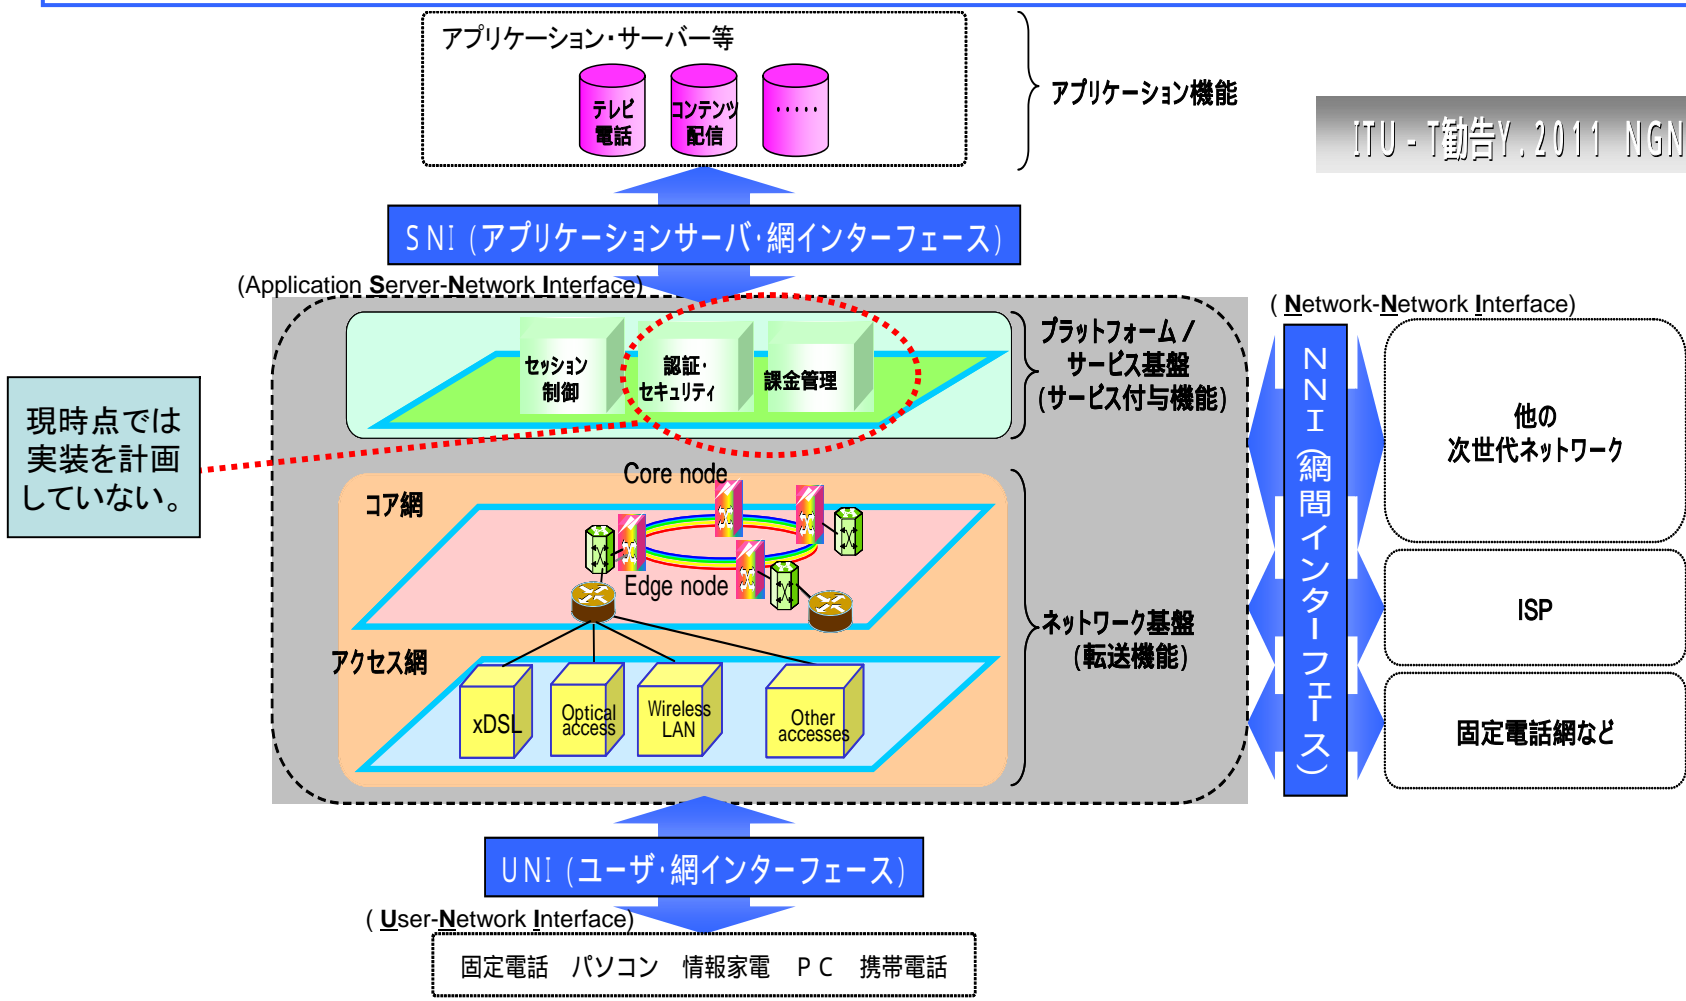 アプリケーション・サーバー等
テレビ
電話
コンテンツ
配信
・・・・・
アプリケーション機能
ITU-T勧告Y.2011 NGN
SNI(アプリケーションサーバ・網インターフェース)
(Application Server-Network Interface)
(Network-Network Interface)
セッション
制御
認証・
セキュリティ
課金管理
プラットフォーム/
サービス基盤
(サービス付与機能)
現時点では
実装を計画
していない。
コア網
Core node
Edge node
アクセス網
xDSL
Optical
access
Wireless
LAN
Other
accesses
ネットワーク基盤
(転送機能)
NNI(網間インターフェース)
他の
次世代ネットワーク
ISP
固定電話網など
UNI(ユーザ・網インターフェース)
(User-Network Interface)
固定電話 パソコン 情報家電 PC 携帯電話